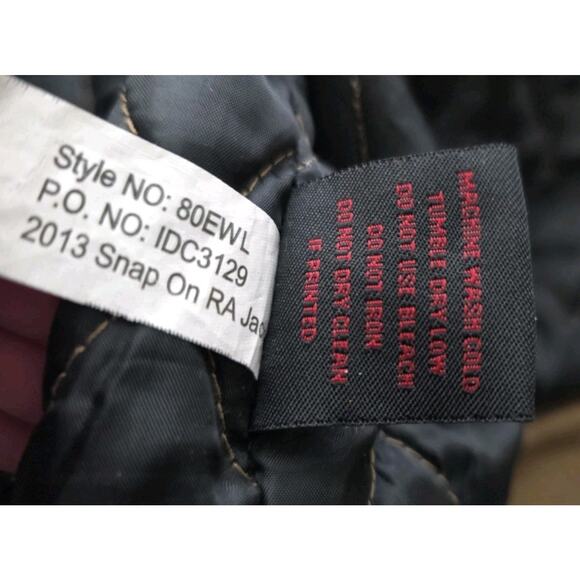 Style NO: 80EWL
P.O. NO: IDC3129
2013 Snap On RA Jac
MACHINE WASH COLD
TUMBLE DRY LOW
DO NOT USE BLEACH
DO NOT IRON
DO NOT DRY CLEAN
IF PRINTED